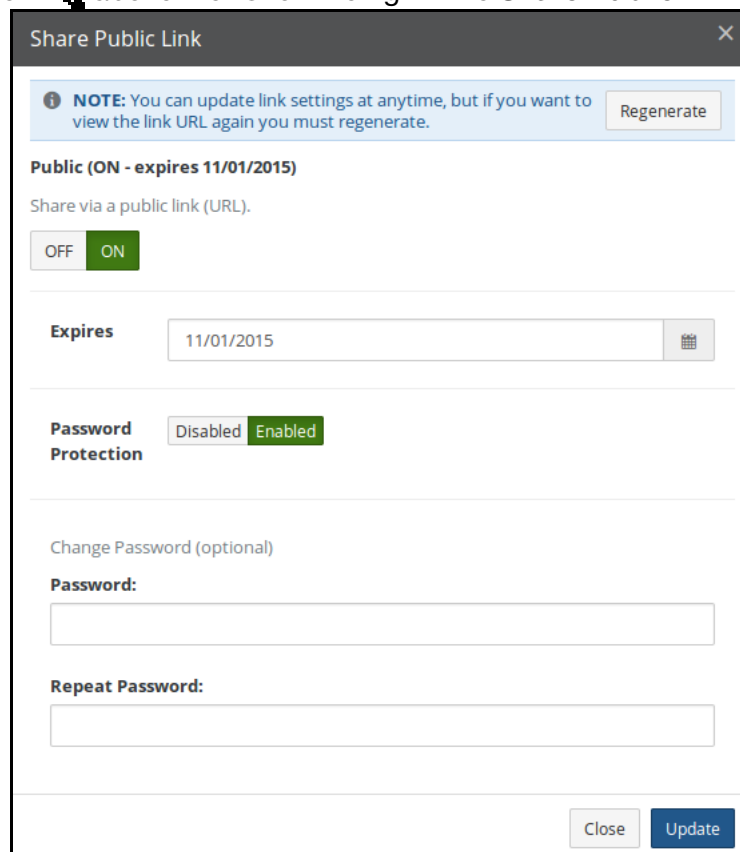 Share Public Link
NOTE: You can update link settings at anytime, but if you want to
view the link URL again you must regenerate.
Regenerate
Public (ON - expires 11/01/2015)
Share via a public link (URL).
OFF ON
Expires 11/01/2015
Password Disabled Enabled
Protection
Change Password (optional)
Password:
Repeat Password:
Close Update